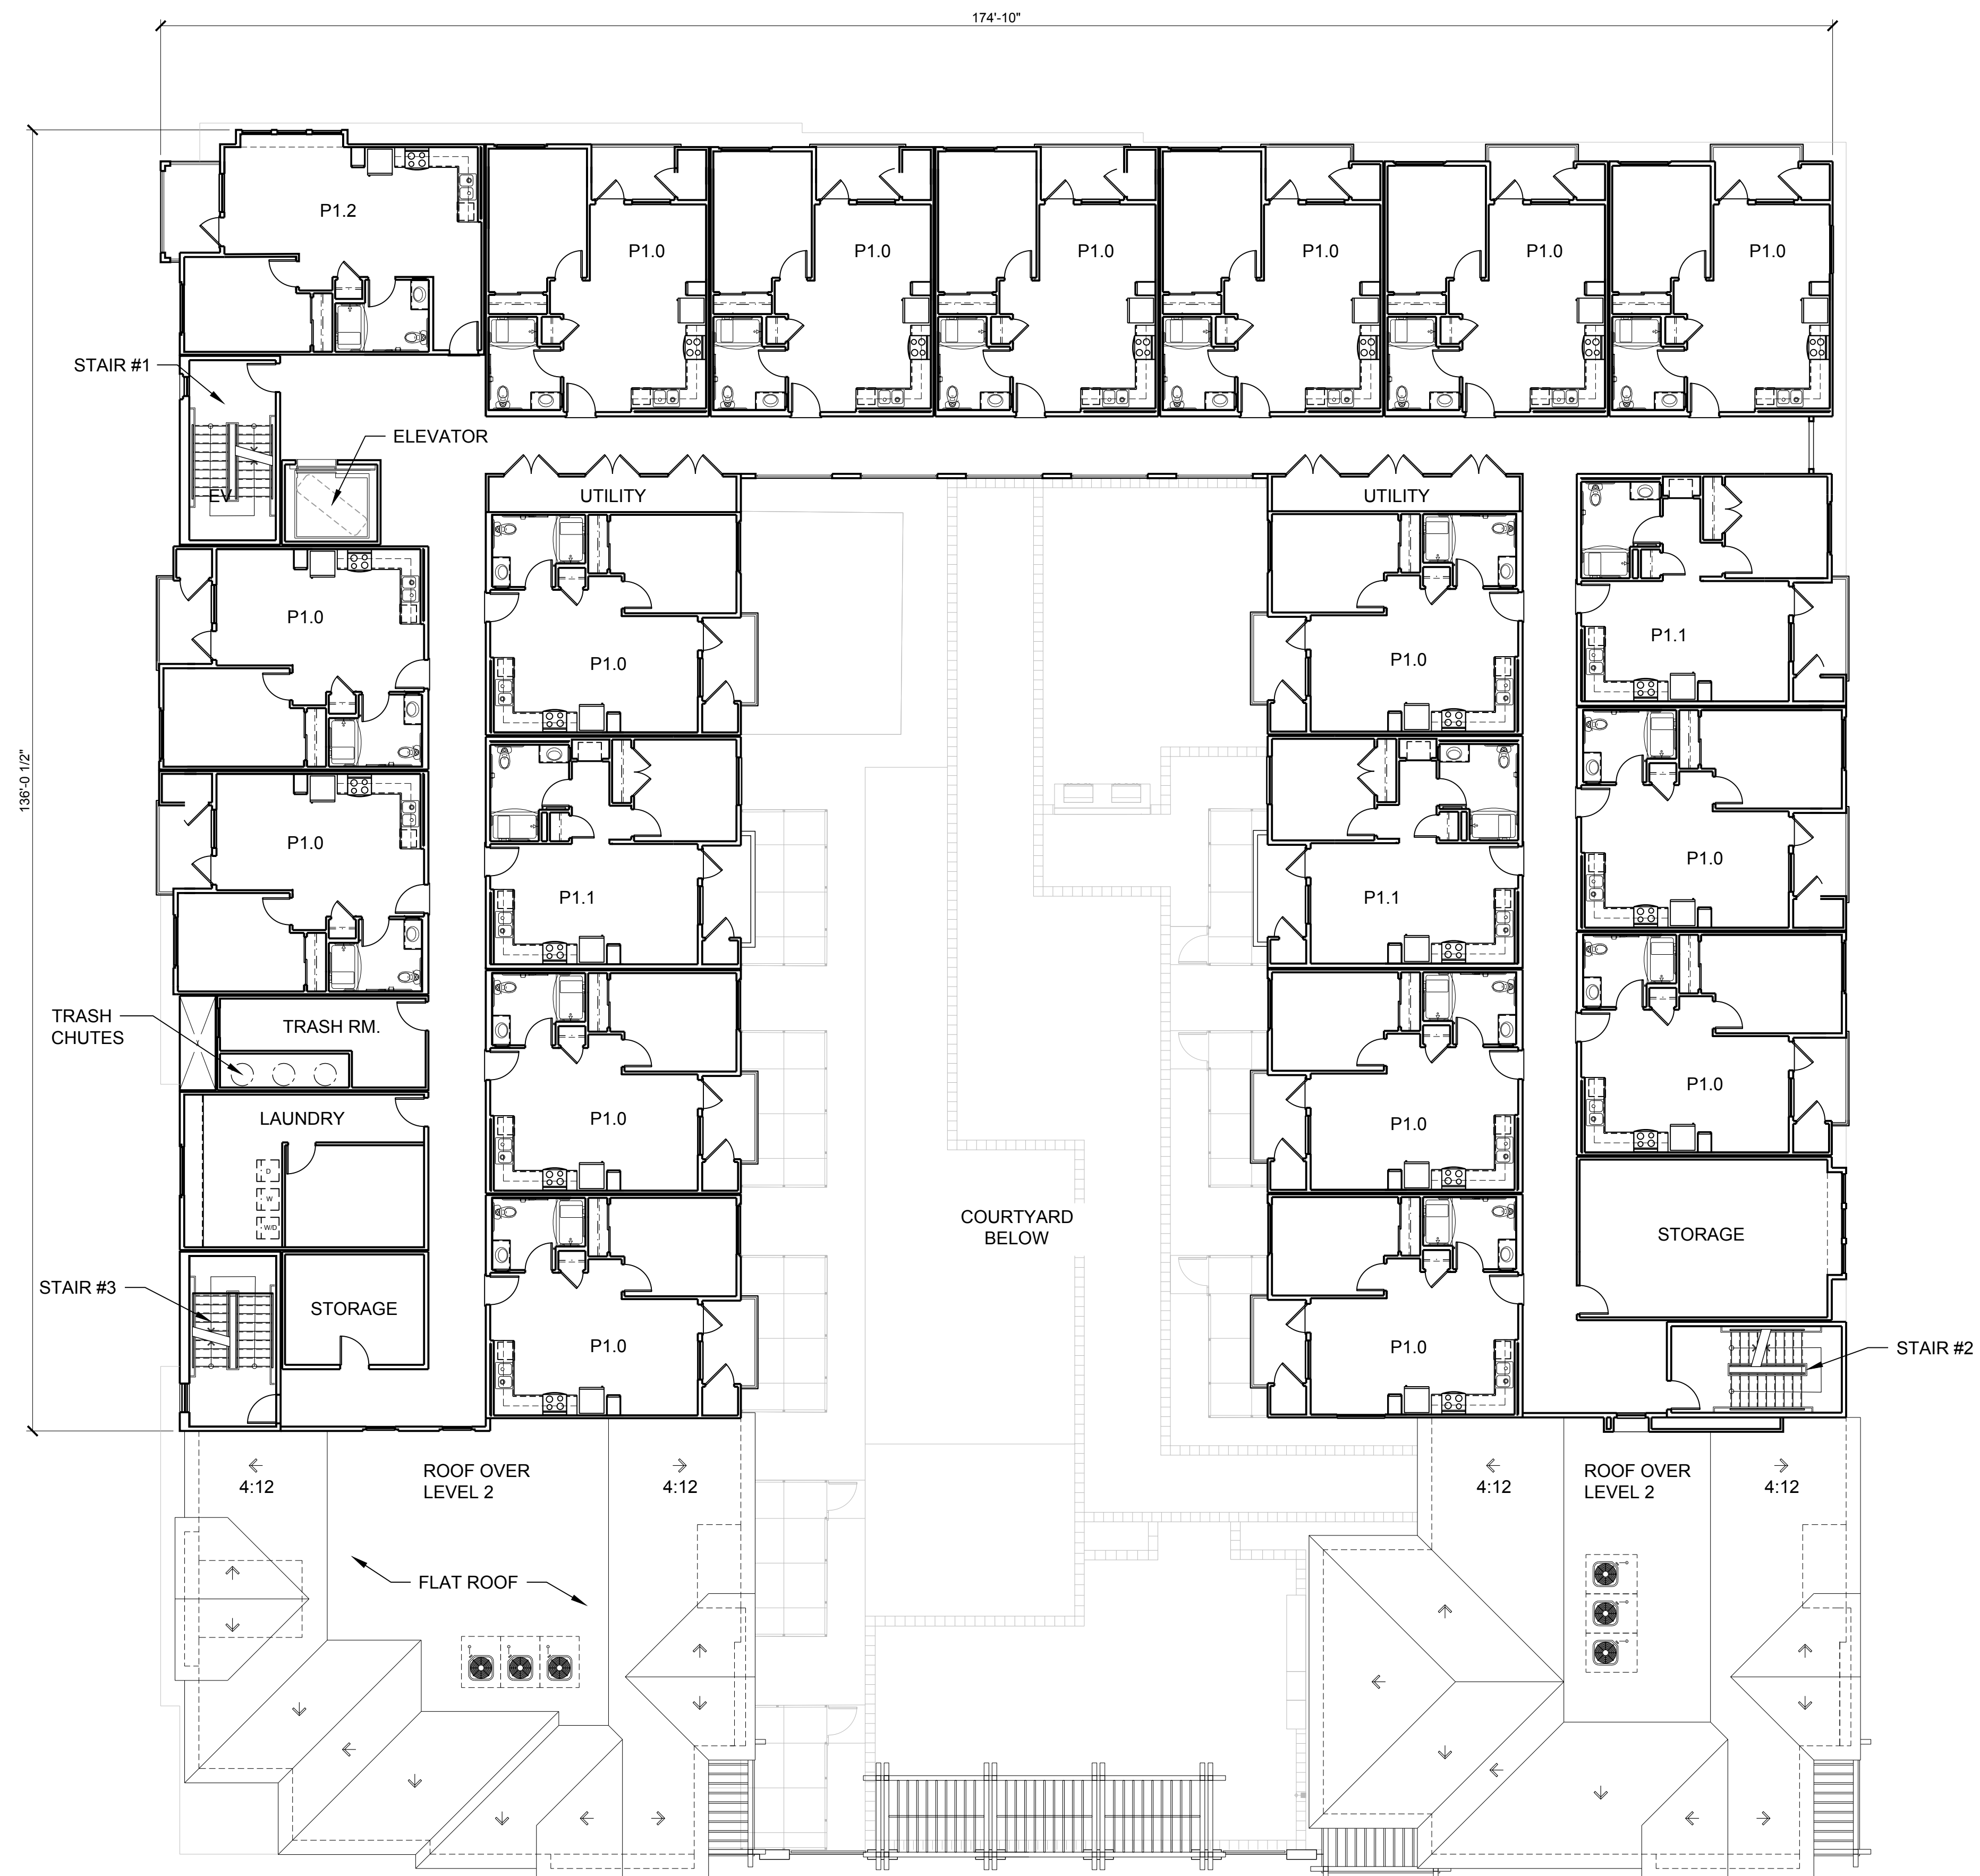 174'-10"
P1.2
P1.0
P1.0
P1.0
P1.0
P1.0
P1.0
STAIR #1
ELEVATOR
EV
UTILITY
UTILITY
P1.0
P1.1
P1.0
P1.0
136'-0 1/2"
P1.0
P1.0
P1.1
P1.1
P1.0
TRASH
CHUTES
TRASH RM.
LAUNDRY
P1.0
P1.0
P1.0
D
W
W/D
COURTYARD
BELOW
STORAGE
STAIR #3
STORAGE
P1.0
P1.0
STAIR #2
4:12
ROOF OVER
LEVEL 2
4:12
4:12
ROOF OVER
LEVEL 2
4:12
FLAT ROOF